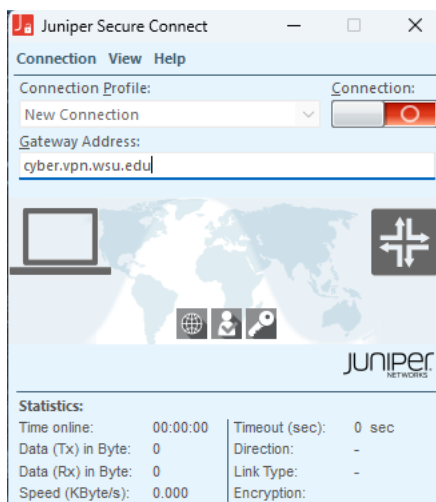 Juniper Secure Connect
Connection View Help
Connection Profile: Connection:
New Connection
Gateway Address:
cyber.vpn.wsu.edu
JUNIPER
NETWORKS
Statistics:
Time online: 00:00:00 Timeout (sec): 0 sec
Data (Tx) in Byte: 0 Direction: -
Data (Rx) in Byte: 0 Link Type: -
Speed (KByte/s): 0.000 Encryption: